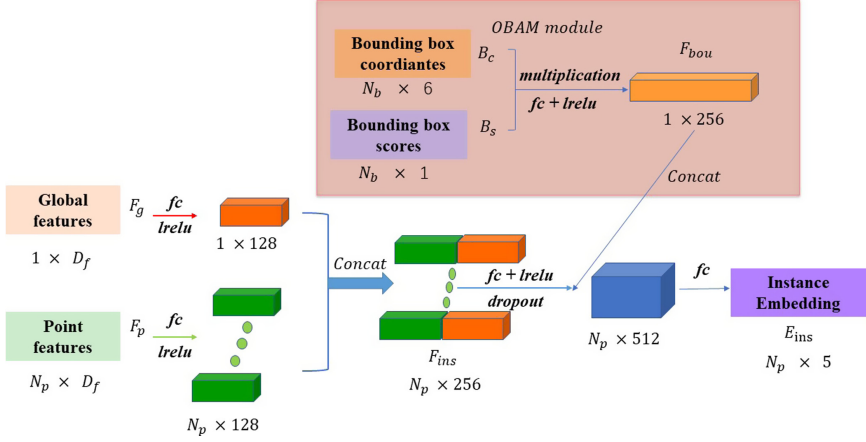 OBAM module
Bounding box
coordiantes
B_c
N_b × 6
multiplication
fc + lrelu
F_bou
1 × 256
Bounding box
scores
B_s
N_b × 1
Concat
Global
features
F_g
fc
lrelu
1 × D_f
1 × 128
Concat
Point
features
F_p
fc
lrelu
N_p × D_f
N_p × 128
F_ins
N_p × 256
fc + lrelu
dropout
N_p × 512
fc
Instance
Embedding
E_ins
N_p × 5